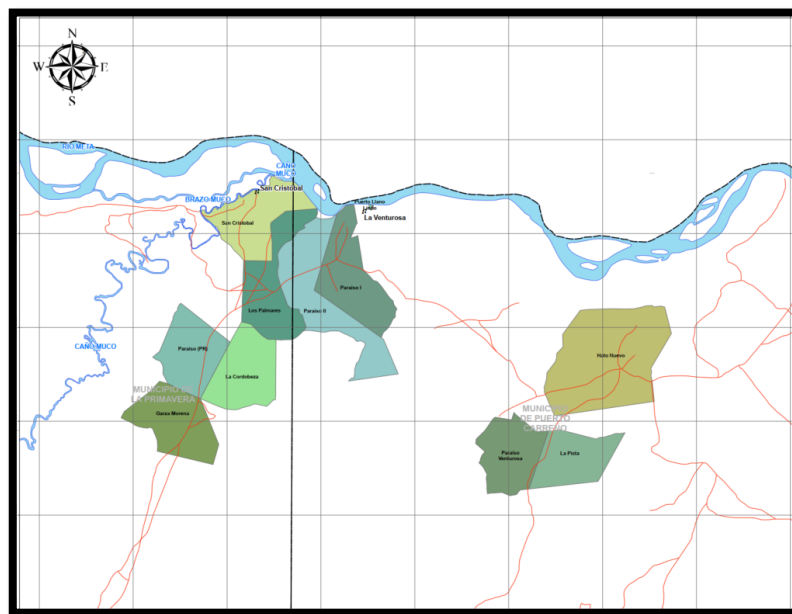 N
W E
S
RIO META
CAÑO
MUCO
BRAZO MUCO
San Cristobal
San Cristobal
Puerto Llano
La Venturosa
Paraiso I
Los Palmares
Paraiso II
CAÑO MUCO
Paraiso (PR)
Hato Nuevo
La Cordobeza
MUNICIPIO DE
LA PRIMAVERA
Garza Morena
MUNICI
DE PUERTO
CARREÑO
Paraiso
Venturosa
La Pista